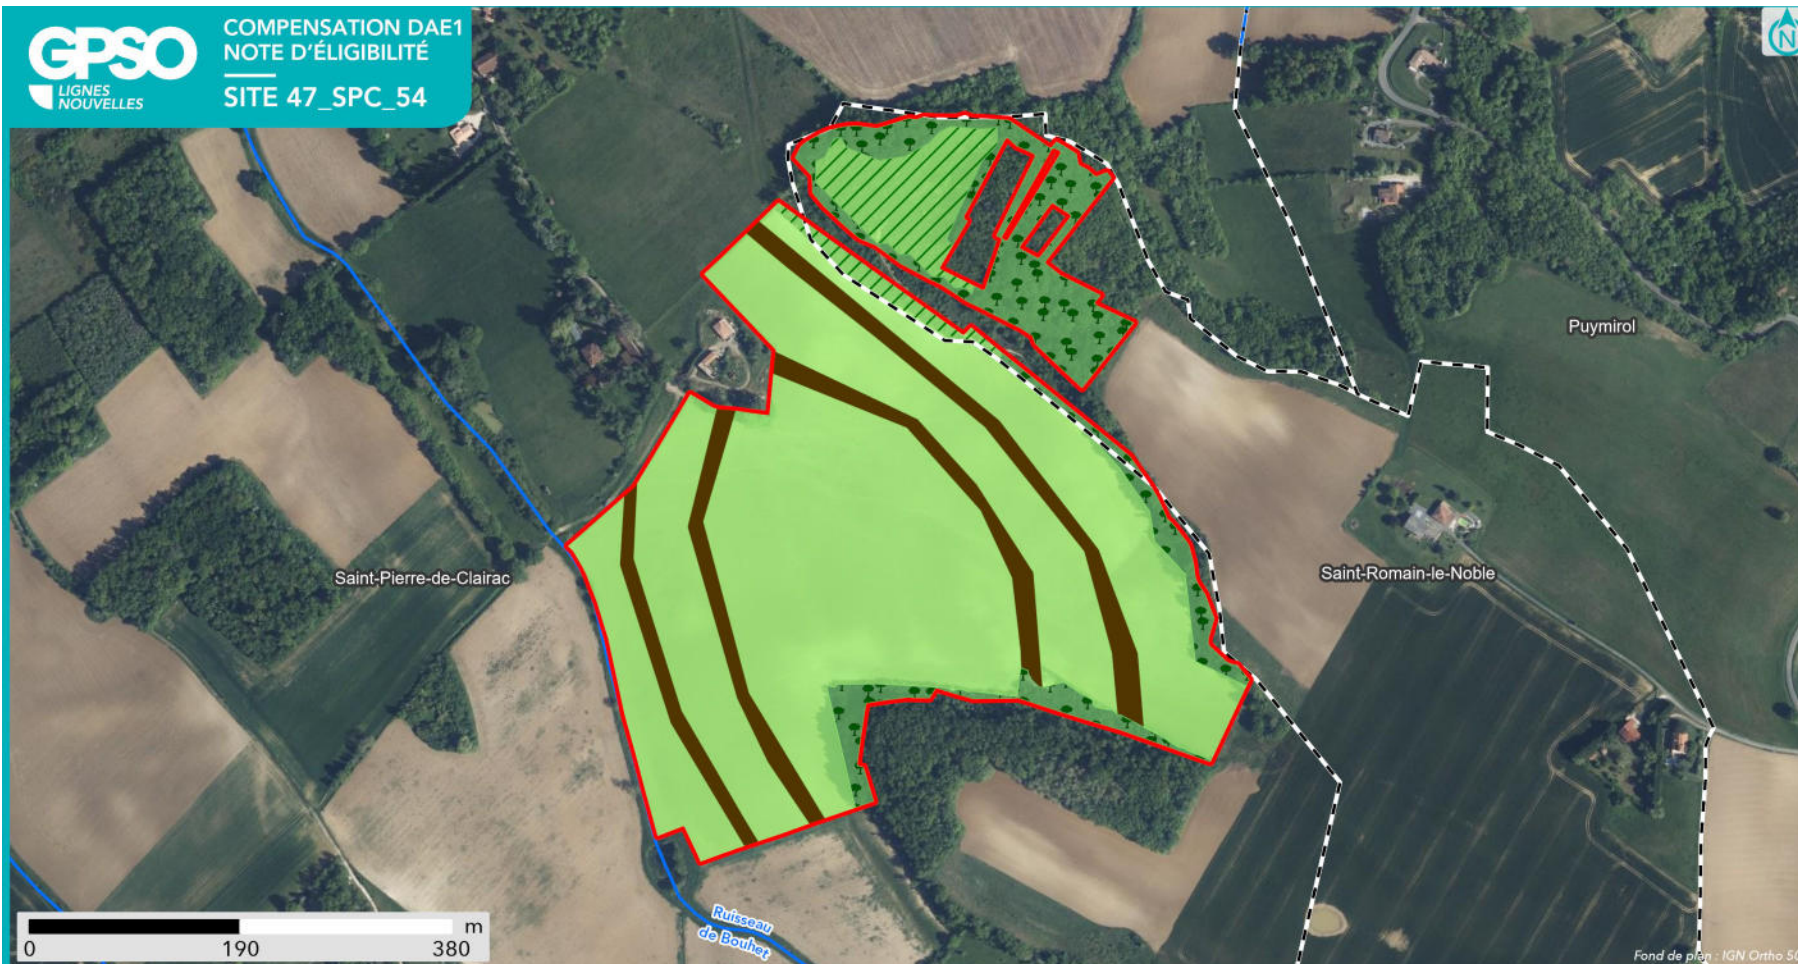 GPSO
LIGNES
NOUVELLES
COMPENSATION DAE1
NOTE D'ÉLIGIBILITÉ
SITE 47_SPC_54
N
Puymirol
Saint-Pierre-de-Clairac
Saint-Romain-le-Noble
Ruisseau
de Bouhet
m
0 190 380
Fond de plan : IGN Ortho 50